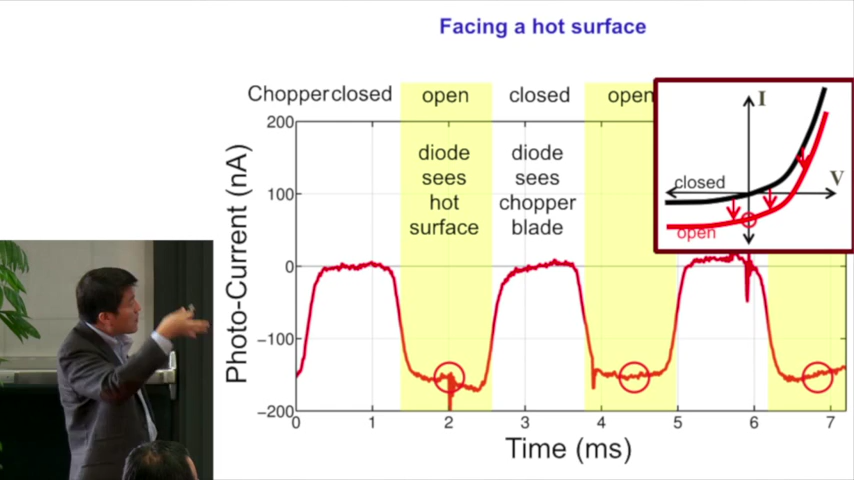 Facing a hot surface
Chopper closed open closed open
diode
sees
hot
surface
diode
sees
chopper
blade
I
V
closed
open
Photo-Current (nA)
200
100
0
−100
−200
0 1 2 3 4 5 6 7
Time (ms)